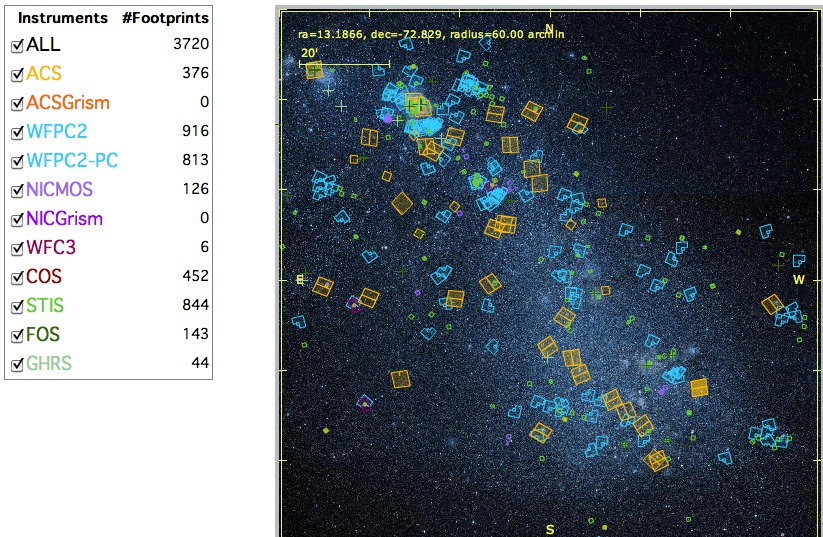 Instruments #Footprints
ALL 3720
ACS 376
ACSGrism 0
WFPC2 916
WFPC2-PC 813
NICMOS 126
NICGrism 0
WFC3 6
COS 452
STIS 844
FOS 143
GHRS 44
N
ra=13.1866, dec=-72.829, radius=60.00 arcmin
20'
E
W
S